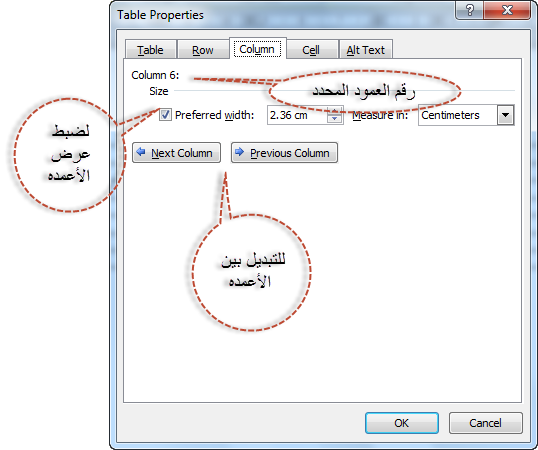 Table Properties
Table Row Column Cell Alt Text
Column 6:
رقم العمود المحدد
Size
Preferred width: 2.36 cm Measure in: Centimeters
لضبط
عرض
الأعمده
Next Column Previous Column
للتبديل بين
الأعمده
OK Cancel